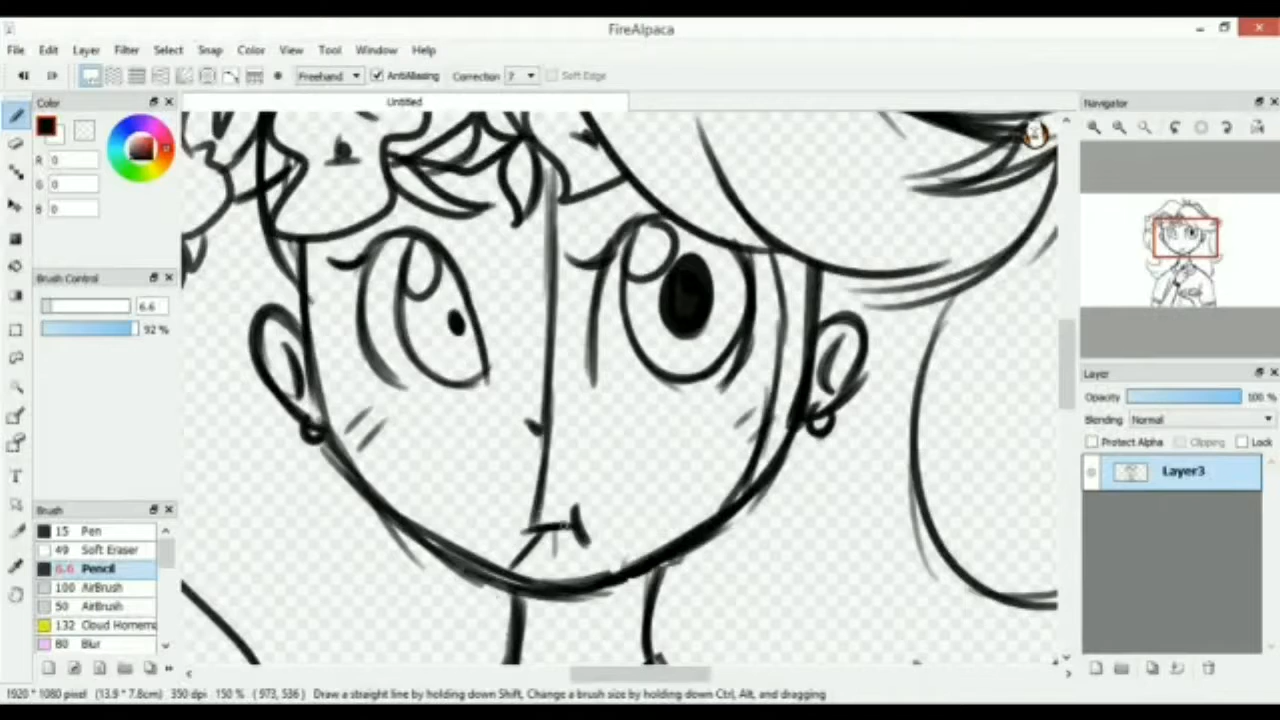 FireAlpaca
File Edit Layer Filter Select Snap Color View Tool Window Help
Freehand AntiAliasing Correction 7 Soft Edge
Color
Untitled
Navigator
R 0
G 0
B 0
Brush Control
6.6
92 %
Layer
Opacity 100 %
Blending Normal
Protect Alpha Clipping Lock
Layer3
Brush
15 Pen
49 Soft Eraser
6.6 Pencil
100 AirBrush
50 AirBrush
132 Cloud Homema
80 Blur
1920 * 1080 pixel (13.9 * 7.8cm) 350 dpi 150 % ( 973, 536 ) Draw a straight line by holding down Shift, Change a brush size by holding down Ctrl, Alt, and dragging